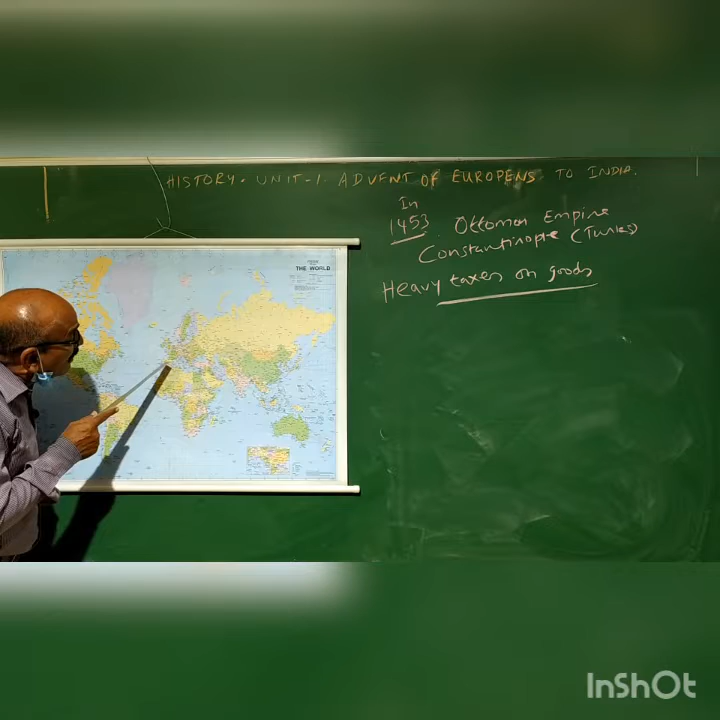 HISTORY. UNIT-1. ADVENT OF EUROPENS TO INDIA.
In
1453. Ottoman Empire
Constantinople (Turks)
Heavy taxes on goods
THE WORLD
InShOt